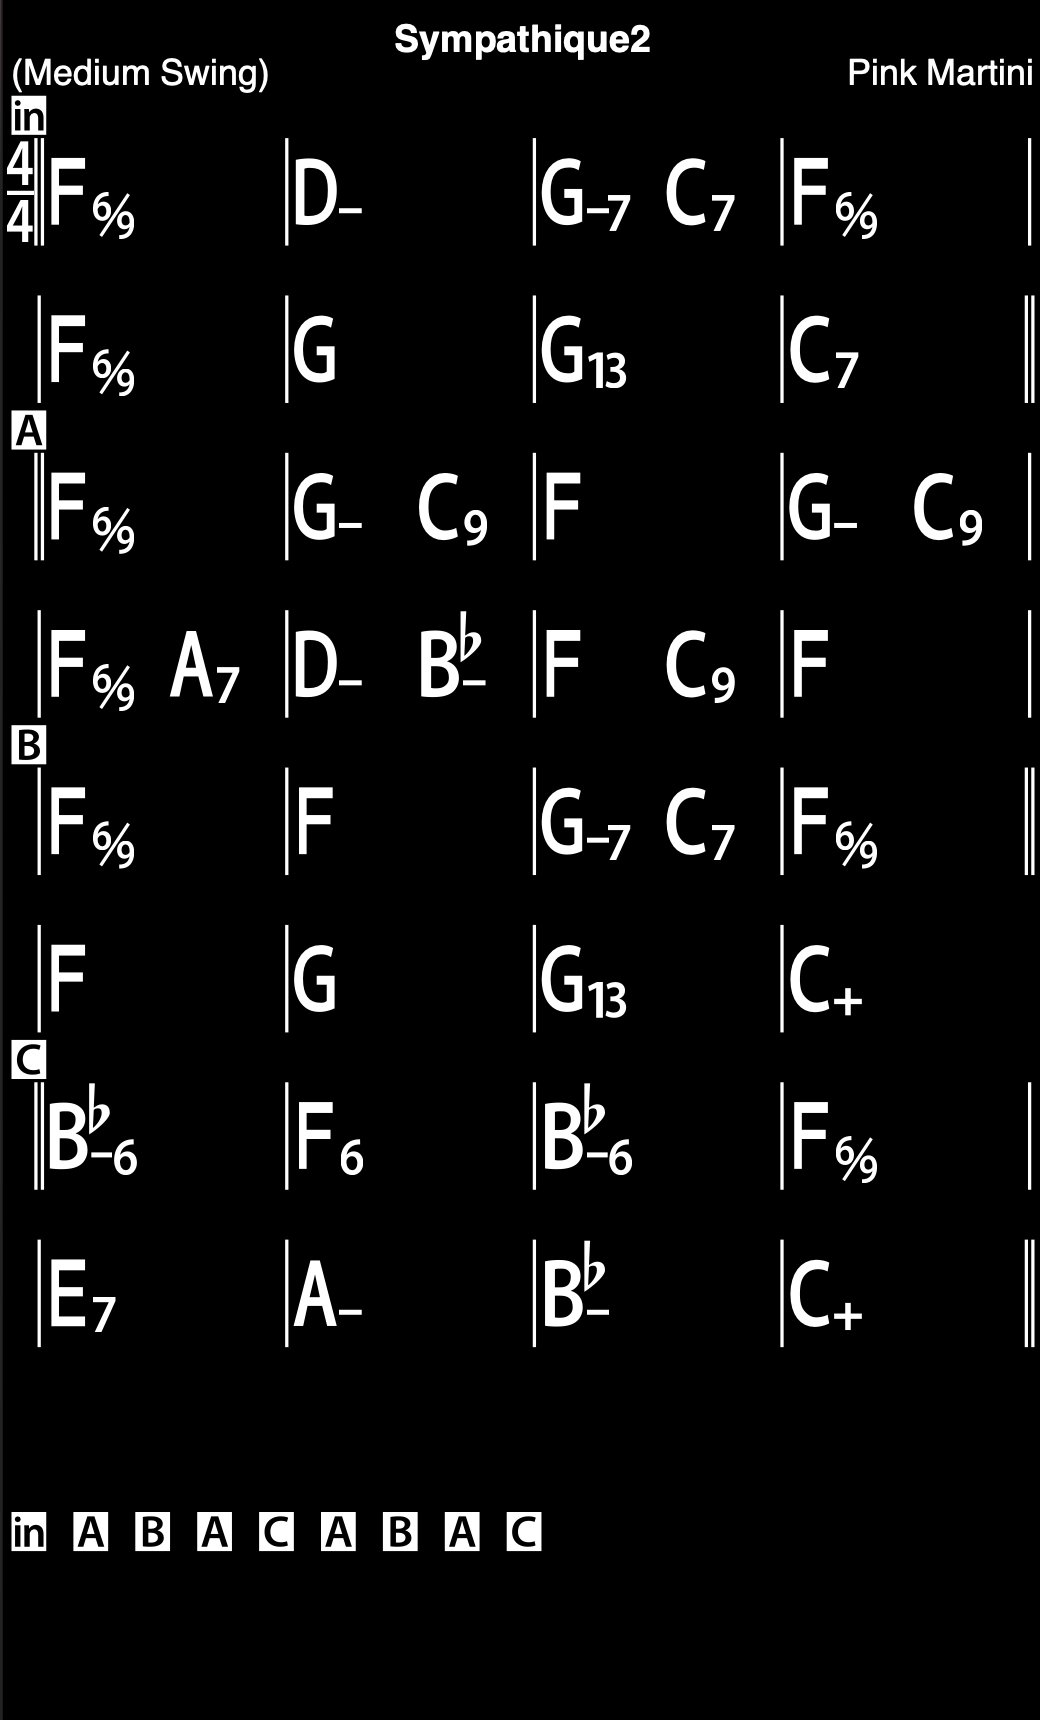 Sympathique2
(Medium Swing) Pink Martini
in
4/4 F6/9 | D– | G–7 C7 | F6/9
F6/9 | G | G13 | C7
A
F6/9 | G– C9 | F | G– C9
F6/9 A7 | D– B♭– | F C9 | F
B
F6/9 | F | G–7 C7 | F6/9
F | G | G13 | C+
C
B♭–6 | F6 | B♭–6 | F6/9
E7 | A– | B♭– | C+
in A B A C A B A C